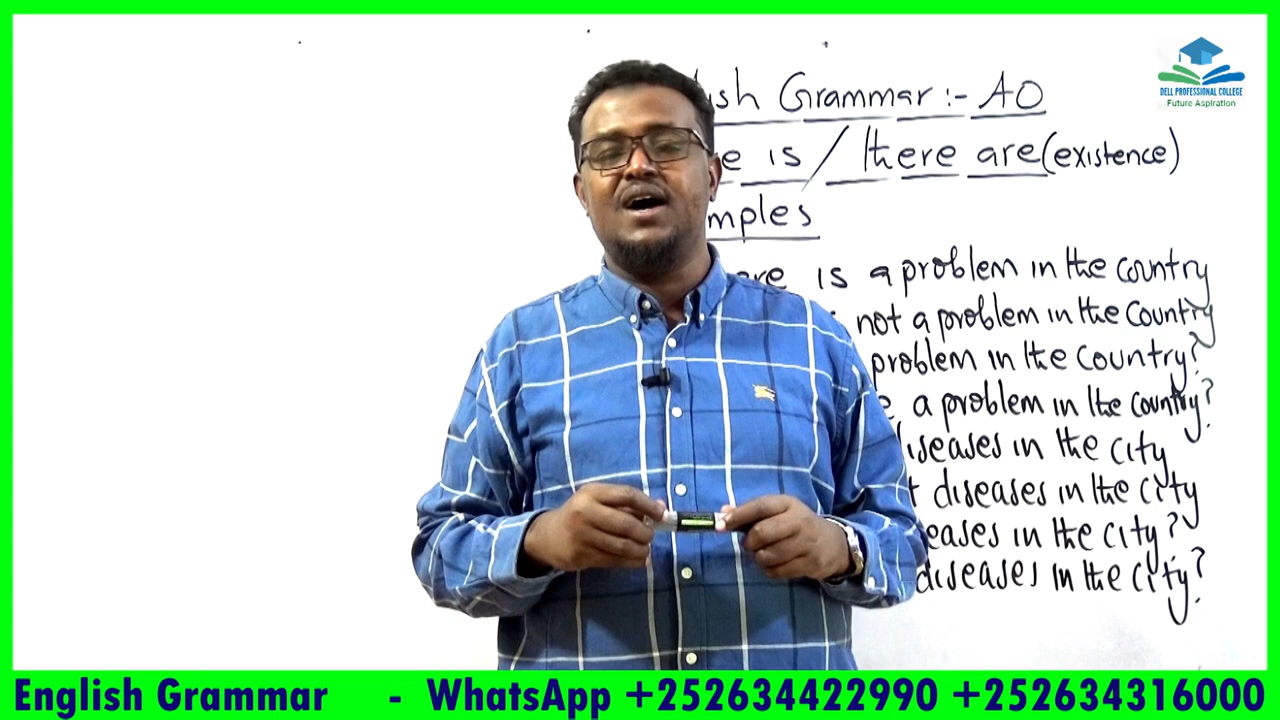 ish Grammar:- AO
e is / there are (existence)
mples
ere is a problem in the country
not a problem in the country
problem in the country?
e a problem in the country?
diseases in the city
t diseases in the city
eases in the city?
diseases in the city?
DELL PROFESSIONAL COLLEGE
Future Aspiration
English Grammar - WhatsApp +252634422990 +252634316000